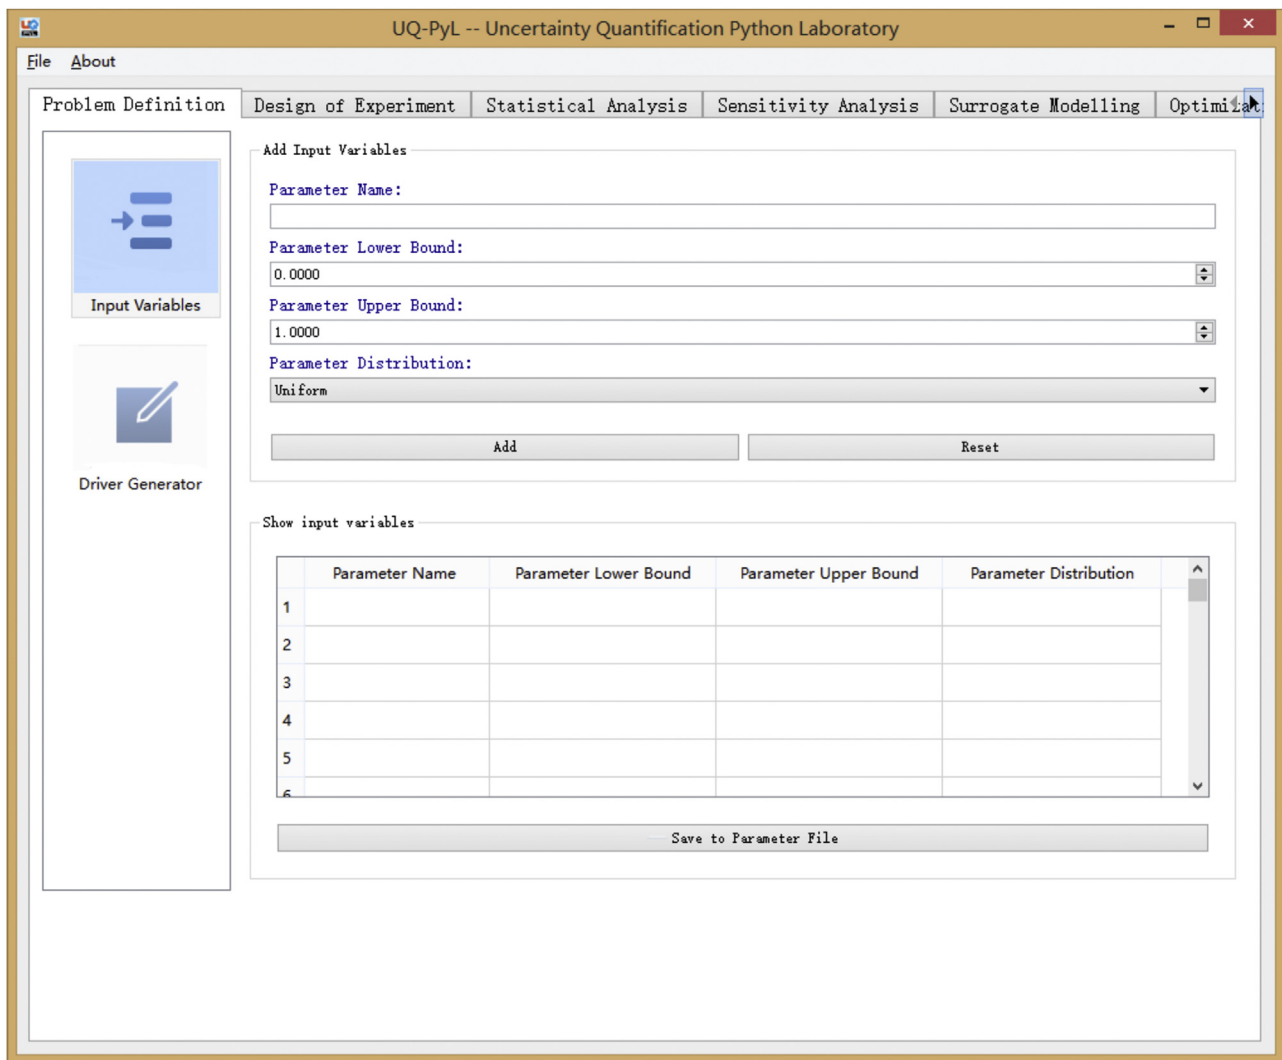 UQ-PyL -- Uncertainty Quantification Python Laboratory
File About
Problem Definition Design of Experiment Statistical Analysis Sensitivity Analysis Surrogate Modelling
Add Input Variables
Parameter Name:
Parameter Lower Bound:
0.0000
Parameter Upper Bound:
1.0000
Parameter Distribution:
Uniform
Add Reset
Input Variables
Driver Generator
Show input variables
Parameter Name Parameter Lower Bound Parameter Upper Bound Parameter Distribution
1
2
3
4
5
6
Save to Parameter File